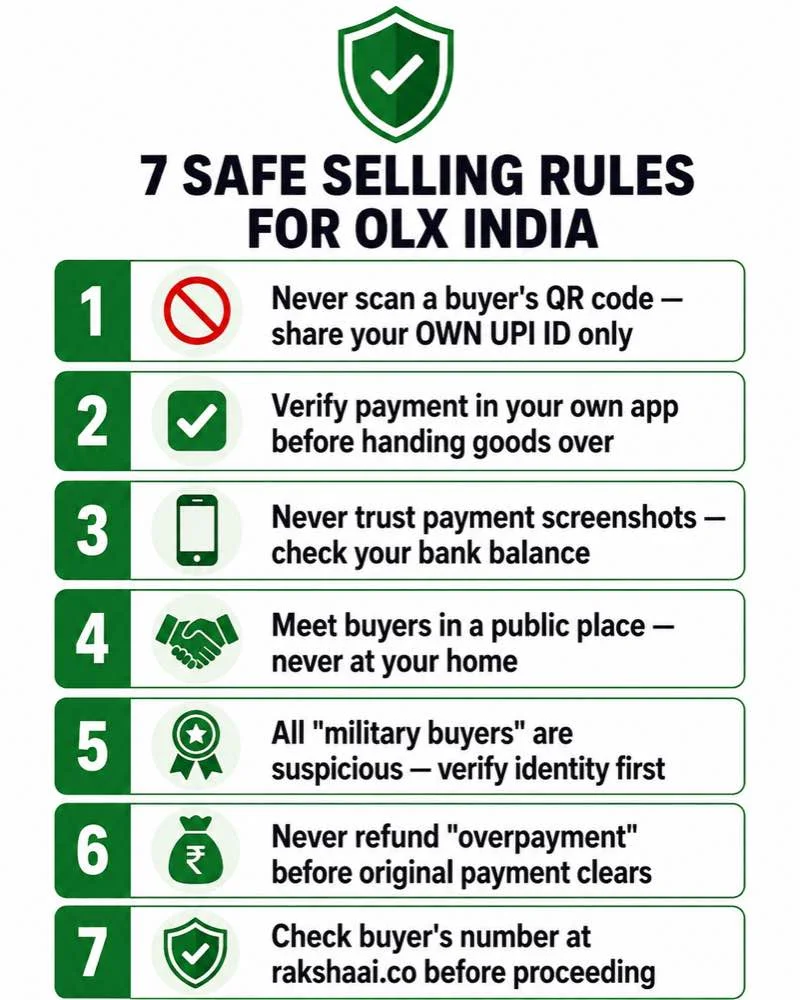 7 SAFE SELLING RULES
FOR OLX INDIA
1
Never scan a buyer's QR code —
share your OWN UPI ID only
2
Verify payment in your own app
before handing goods over
3
Never trust payment screenshots —
check your bank balance
4
Meet buyers in a public place —
never at your home
5
All "military buyers" are
suspicious — verify identity first
6
₹
Never refund "overpayment"
before original payment clears
7
Check buyer's number at
rakshaai.co before proceeding